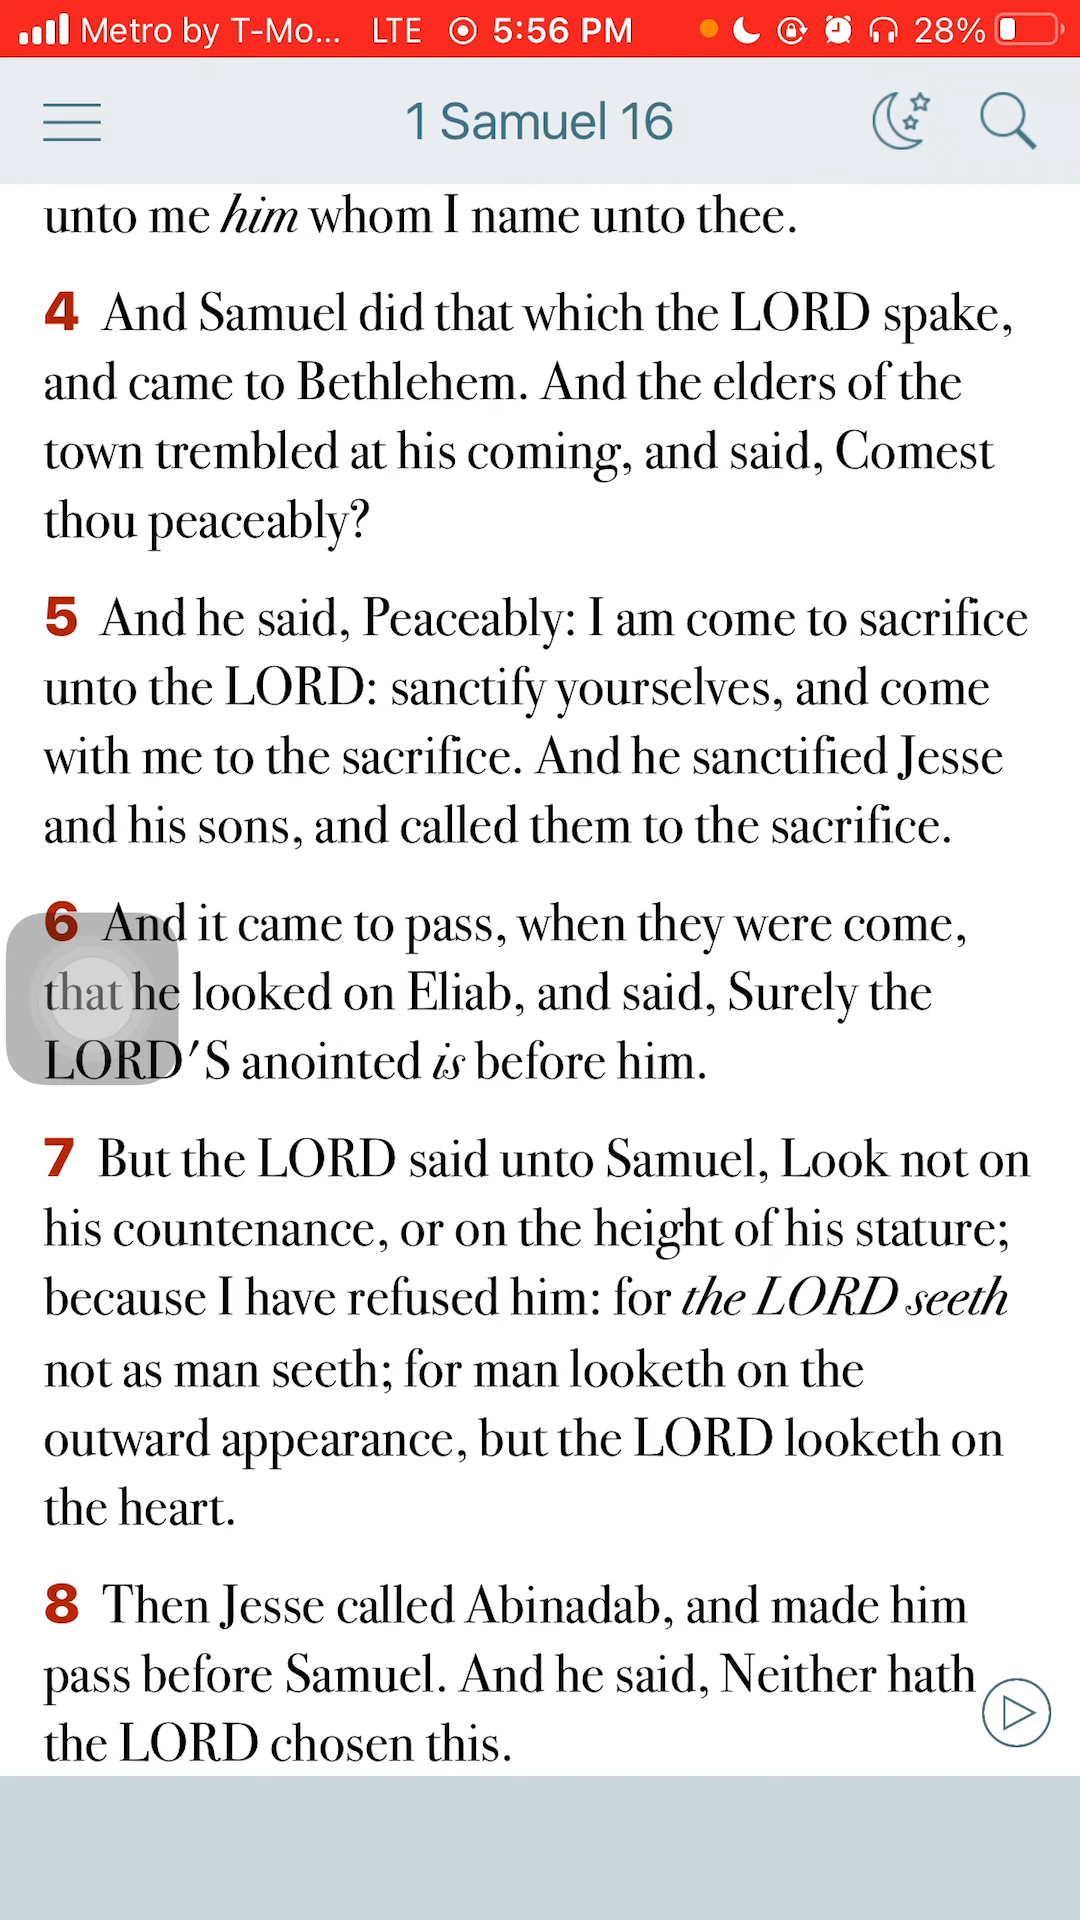 Metro by T-Mo... LTE 5:56 PM 28%
1 Samuel 16
unto me him whom I name unto thee.
4 And Samuel did that which the LORD spake,
and came to Bethlehem. And the elders of the
town trembled at his coming, and said, Comest
thou peaceably?
5 And he said, Peaceably: I am come to sacrifice
unto the LORD: sanctify yourselves, and come
with me to the sacrifice. And he sanctified Jesse
and his sons, and called them to the sacrifice.
6 And it came to pass, when they were come,
that he looked on Eliab, and said, Surely the
LORD'S anointed is before him.
7 But the LORD said unto Samuel, Look not on
his countenance, or on the height of his stature;
because I have refused him: for the LORD seeth
not as man seeth; for man looketh on the
outward appearance, but the LORD looketh on
the heart.
8 Then Jesse called Abinadab, and made him
pass before Samuel. And he said, Neither hath
the LORD chosen this.